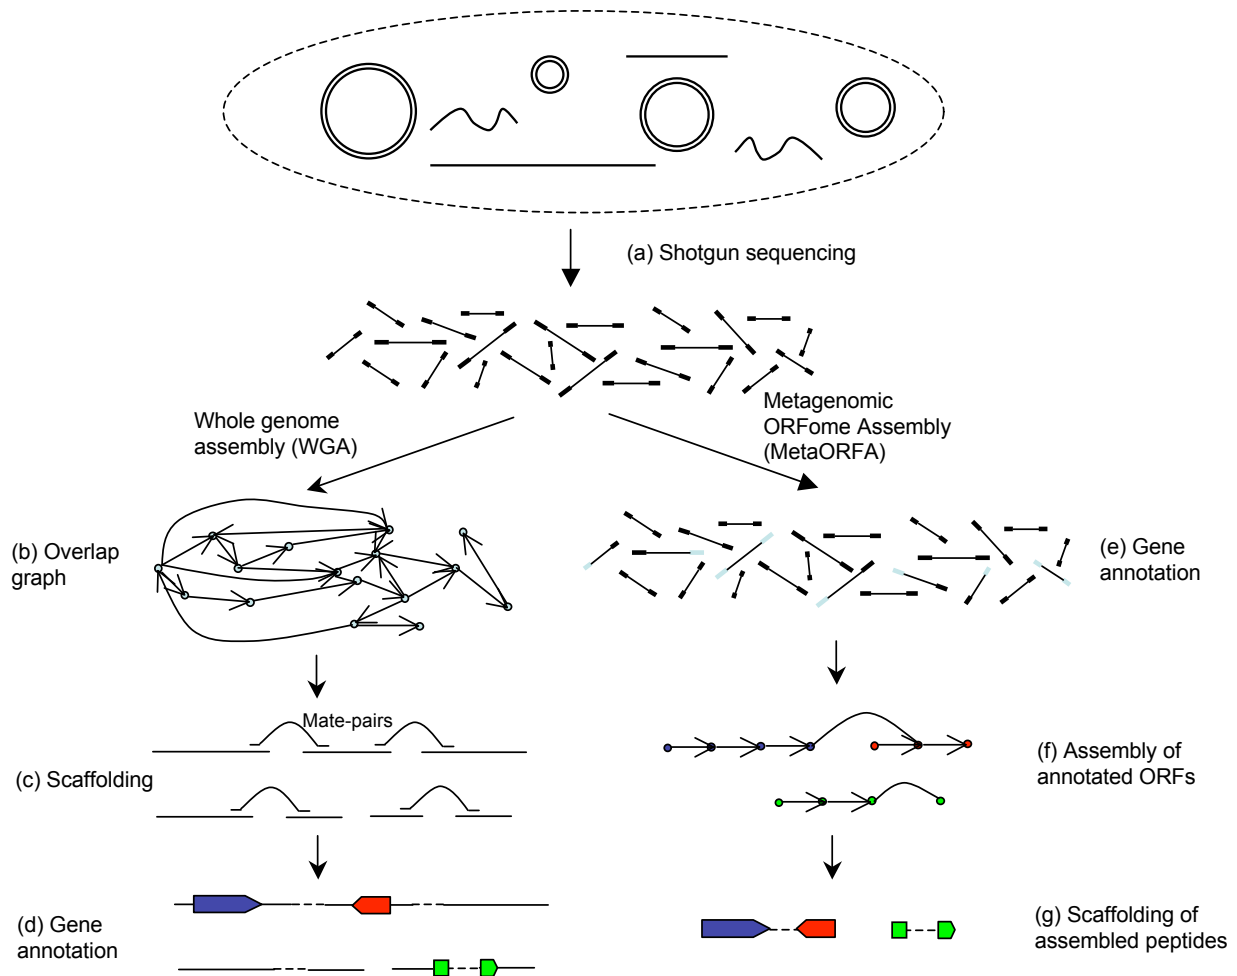 (a) Shotgun sequencing
Whole genome
assembly (WGA)
Metagenomic
ORFome Assembly
(MetaORFA)
(b) Overlap
graph
(e) Gene
annotation
Mate-pairs
(c) Scaffolding
(f) Assembly of
annotated ORFs
(d) Gene
annotation
(g) Scaffolding of
assembled peptides